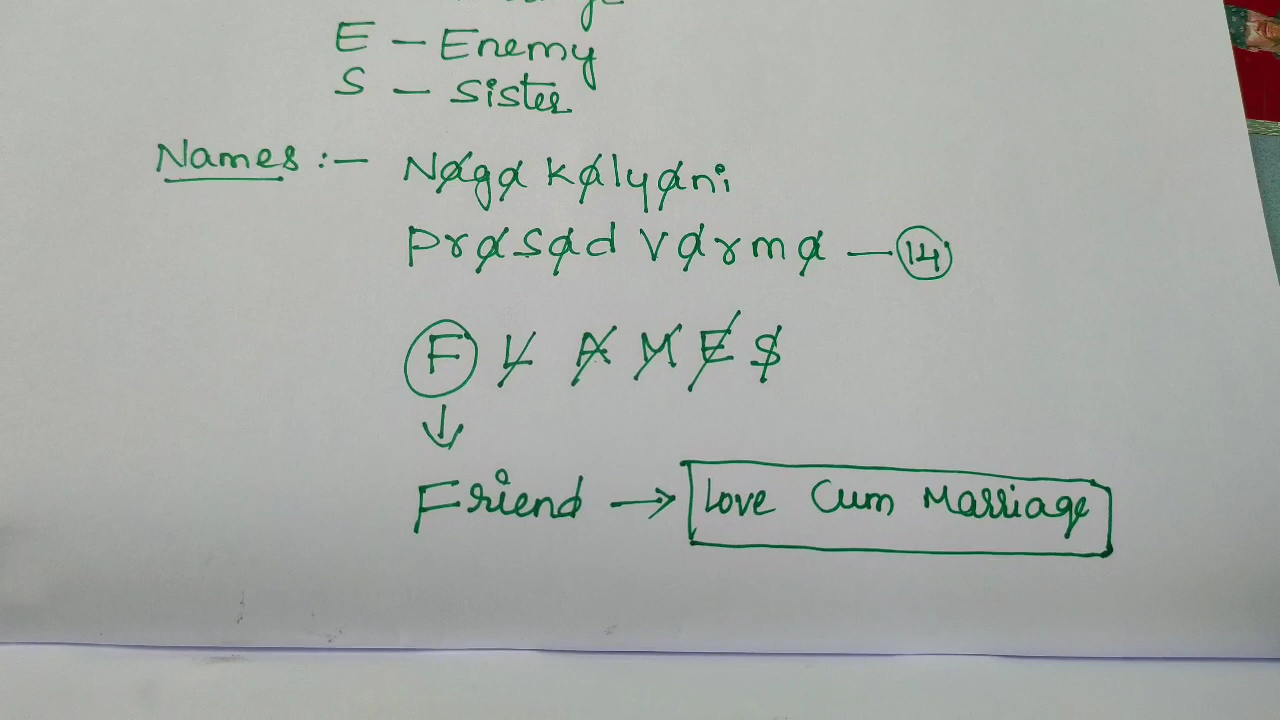 E - Enemy
S - Sister
Names :- Naga kalyani
Prasad Varma - 14
F L A M E S
Friend → Love Cum Marriage